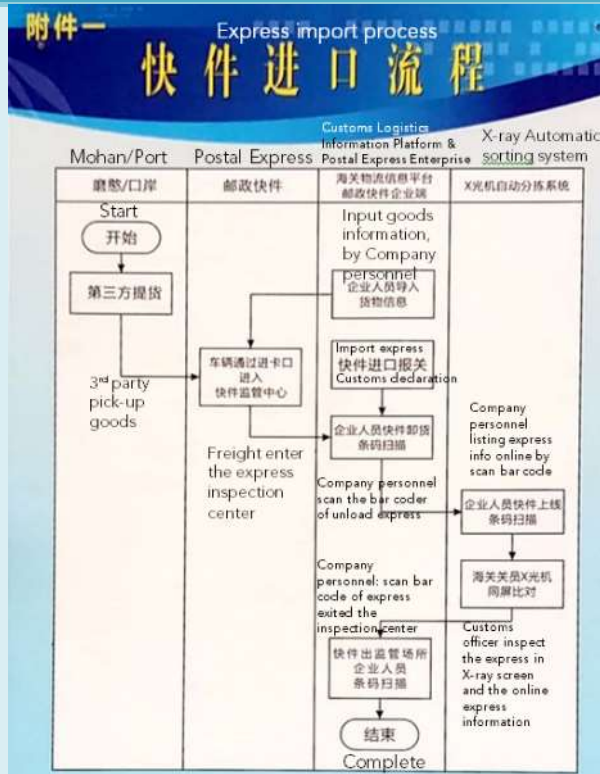 附件一
Express import process
快件进口流程
Mohan/Port
Postal Express
Customs Logistics
Information Platform &
Postal Express Enterprise
X-ray Automatic
sorting system
磨憨/口岸
邮政快件
海关物流信息平台
邮政快件企业端
X光机自动分拣系统
Start
开始
Input goods
information,
by Company
personnel
企业人员导入
货物信息
第三方提货
3rd party
pick-up
goods
车辆通过进卡口
进入
快件监管中心
Freight enter
the express
inspection
center
Import express
快件进口报关
Customs declaration
企业人员快件卸货
条码扫描
Company personnel
scan the bar coder
of unload express
Company
personnel
listing express
info online by
scan bar code
企业人员快件上线
条码扫描
海关关员X光机
同屏比对
Customs
officer inspect
the express in
X-ray screen
and the online
express
information
Company
personnel: scan bar
code of express
exited the
inspection center
快件出监管场所
企业人员
条码扫描
结束
Complete